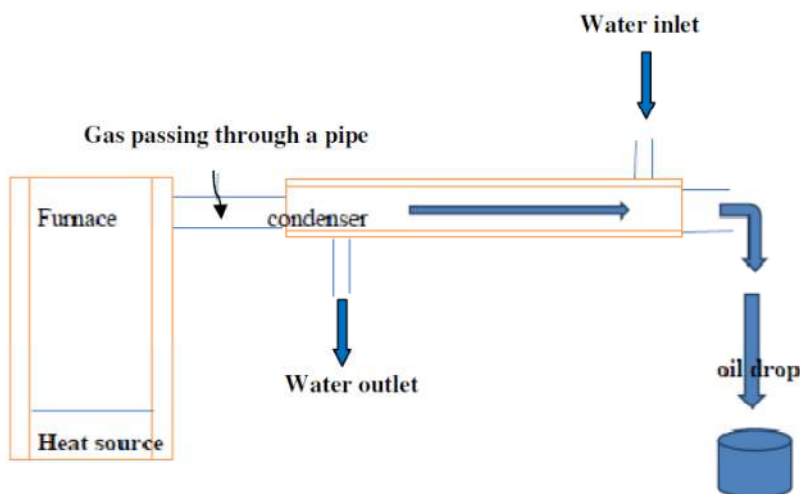 Water inlet
Gas passing through a pipe
Furnace
condenser
Water outlet
oil drop
Heat source